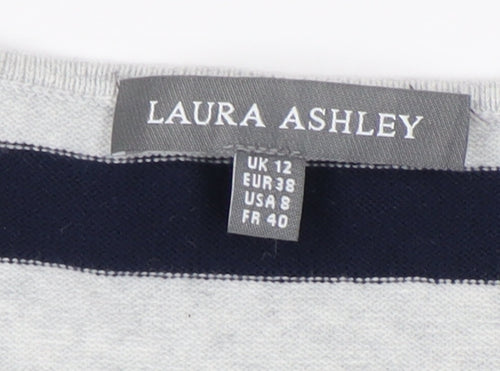 LAURA ASHLEY
UK 12
EUR 38
USA 8
FR 40